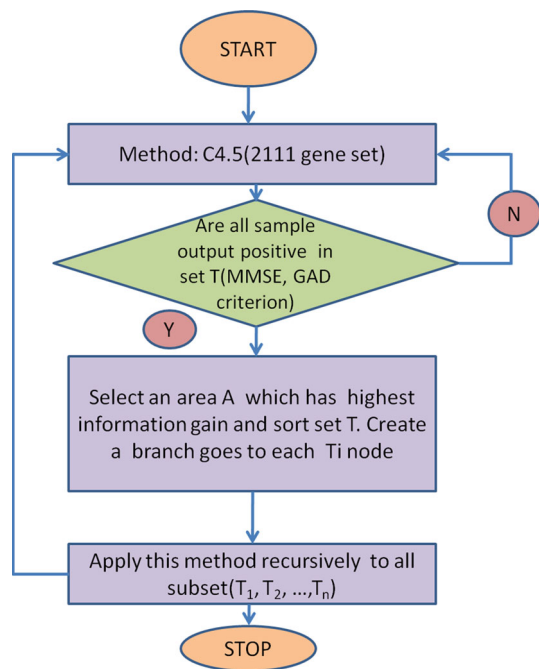 START
Method: C4.5(2111 gene set)
Are all sample
output positive in
set T(MMSE, GAD
criterion)
N
Y
Select an area A which has highest
information gain and sort set T. Create
a branch goes to each Ti node
Apply this method recursively to all
subset(T₁, T₂, ...,Tₙ)
STOP